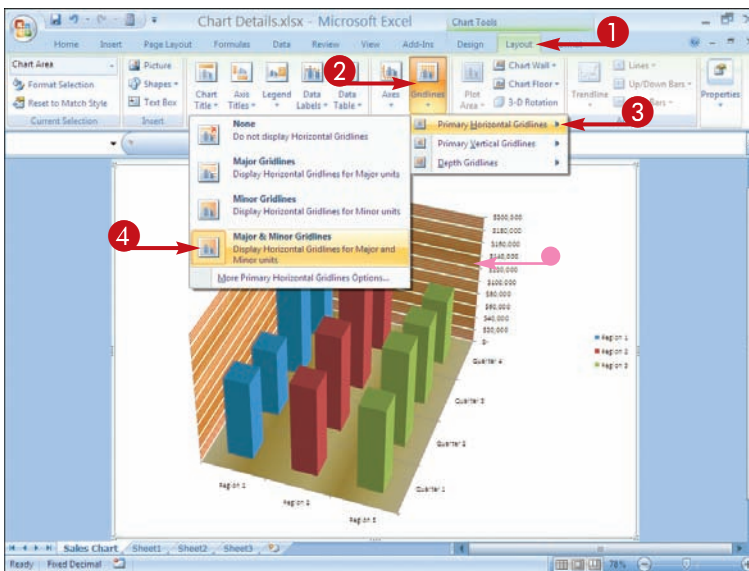 Chart Details.xlsx - Microsoft Excel
Chart Tools
Home Insert Page Layout Formulas Data Review View Add-Ins Design Layout
1
Chart Area
Format Selection
Reset to Match Style
Current Selection
Picture
Shapes
Text Box
Insert
2
Chart Title
Axis Titles
Legend
Data Labels
Data Table
Axes
Gridlines
Plot Area
Chart Wall
Chart Floor
3-D Rotation
Trendline
Lines
Up/Down Bars
Bars
Properties
Primary Horizontal Gridlines
3
Primary Vertical Gridlines
Depth Gridlines
None
Do not display Horizontal Gridlines
Major Gridlines
Display Horizontal Gridlines for Major units
Minor Gridlines
Display Horizontal Gridlines for Minor units
4
Major & Minor Gridlines
Display Horizontal Gridlines for Major and
Minor units
More Primary Horizontal Gridlines Options...
$180,000
$160,000
$140,000
$100,000
$80,000
$60,000
$40,000
$20,000
$-
Region 1
Region 2
Region 3
Quarter 4
Quarter 3
Quarter 2
Quarter 1
Region 1
Region 2
Region 3
Sales Chart Sheet1 Sheet2 Sheet3
Ready Fixed Decimal
78%